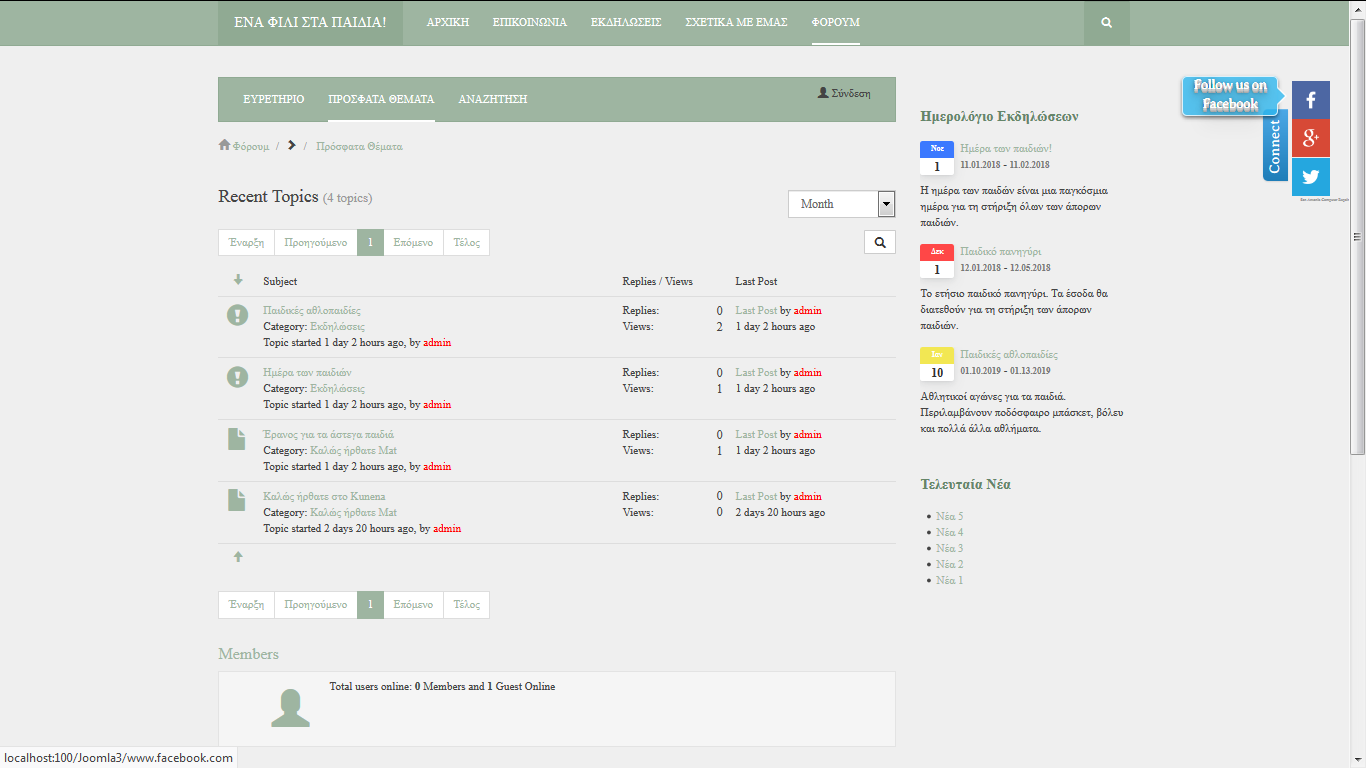 ΕΝΑ ΦΙΛΙ ΣΤΑ ΠΑΙΔΙΑ!
ΑΡΧΙΚΗ ΕΠΙΚΟΙΝΩΝΙΑ ΕΚΔΗΛΩΣΕΙΣ ΣΧΕΤΙΚΑ ΜΕ ΕΜΑΣ ΦΟΡΟΥΜ
ΕΥΡΕΤΗΡΙΟ ΠΡΟΣΦΑΤΑ ΘΕΜΑΤΑ ΑΝΑΖΗΤΗΣΗ Σύνδεση
Φόρουμ / / Πρόσφατα Θέματα
Recent Topics (4 topics)
Month
Έναρξη Προηγούμενο 1 Επόμενο Τέλος
Subject Replies / Views Last Post
Παιδικές αθλοπαιδίες Replies: 0 Last Post by admin
Category: Εκδηλώσεις Views: 2 1 day 2 hours ago
Topic started 1 day 2 hours ago, by admin
Ημέρα των παιδιών Replies: 0 Last Post by admin
Category: Εκδηλώσεις Views: 1 1 day 2 hours ago
Topic started 1 day 2 hours ago, by admin
Έρανος για τα άστεγα παιδιά Replies: 0 Last Post by admin
Category: Καλώς ήρθατε Mat Views: 1 1 day 2 hours ago
Topic started 1 day 2 hours ago, by admin
Καλώς ήρθατε στο Kunena Replies: 0 Last Post by admin
Category: Καλώς ήρθατε Mat Views: 0 2 days 20 hours ago
Topic started 2 days 20 hours ago, by admin
Έναρξη Προηγούμενο 1 Επόμενο Τέλος
Members
Total users online: 0 Members and 1 Guest Online
Ημερολόγιο Εκδηλώσεων
Νοε
1
Ημέρα των παιδιών!
11.01.2018 - 11.02.2018
Η ημέρα των παιδών είναι μια παγκόσμια
ημέρα για τη στήριξη όλων των άπορων
παιδιών.
Δεκ
1
Παιδικό πανηγύρι
12.01.2018 - 12.05.2018
Το ετήσιο παιδικό πανηγύρι. Τα έσοδα θα
διατεθούν για τη στήριξη των άπορων
παιδιών.
Ιαν
10
Παιδικές αθλοπαιδίες
01.10.2019 - 01.13.2019
Αθλητικοί αγώνες για τα παιδιά.
Περιλαμβάνουν ποδόσφαιρο μπάσκετ, βόλευ
και πολλά άλλα αθλήματα.
Τελευταία Νέα
Νέα 5
Νέα 4
Νέα 3
Νέα 2
Νέα 1
Follow us on
Facebook
Connect
f
g+
localhost:100/Joomla3/www.facebook.com